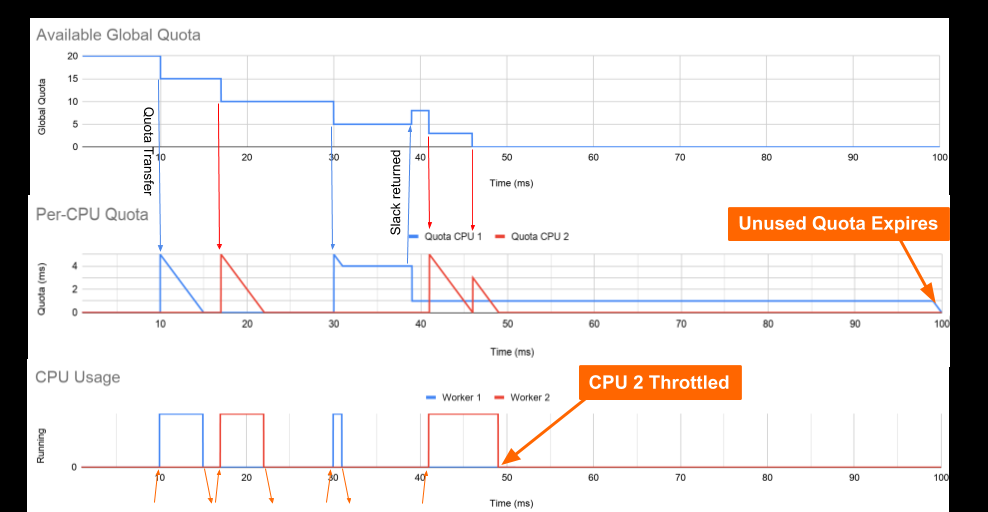 Available Global Quota
Global Quota
20
15
10
5
0
10 20 30 40 50 60 70 80 90 100
Time (ms)
Quota Transfer
Slack returned
Per-CPU Quota
Unused Quota Expires
Quota CPU 1 Quota CPU 2
Quota (ms)
4
2
0
10 20 30 40 50 60 70 80 90 100
Time (ms)
CPU Usage
CPU 2 Throttled
Worker 1 Worker 2
Running
0
10 20 30 40 50 60 70 80 90 100
Time (ms)